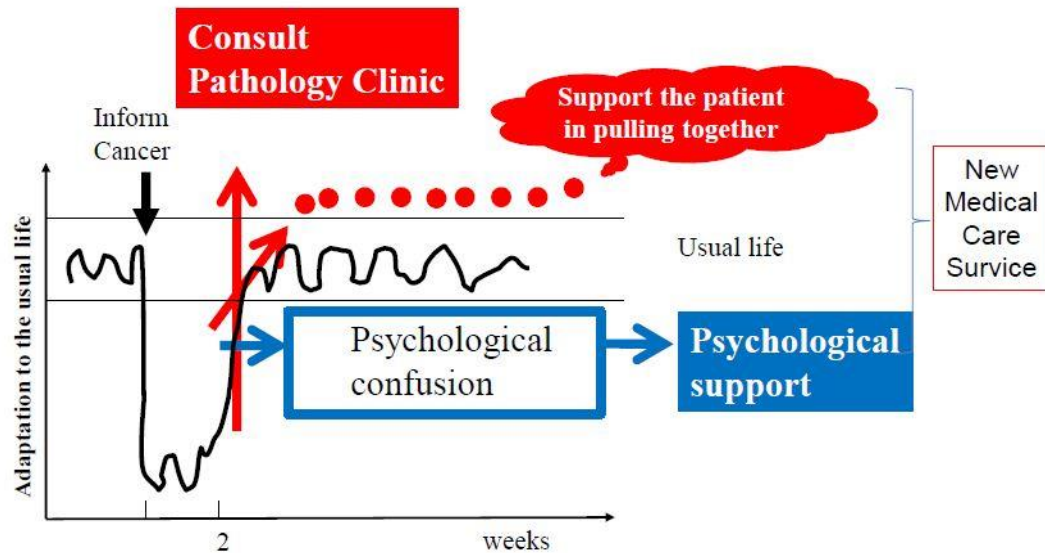 Consult
Pathology Clinic
Support the patient
in pulling together
Inform
Cancer
New
Medical
Care
Survice
Usual life
Adaptation to the usual life
Psychological
confusion
Psychological
support
2
weeks